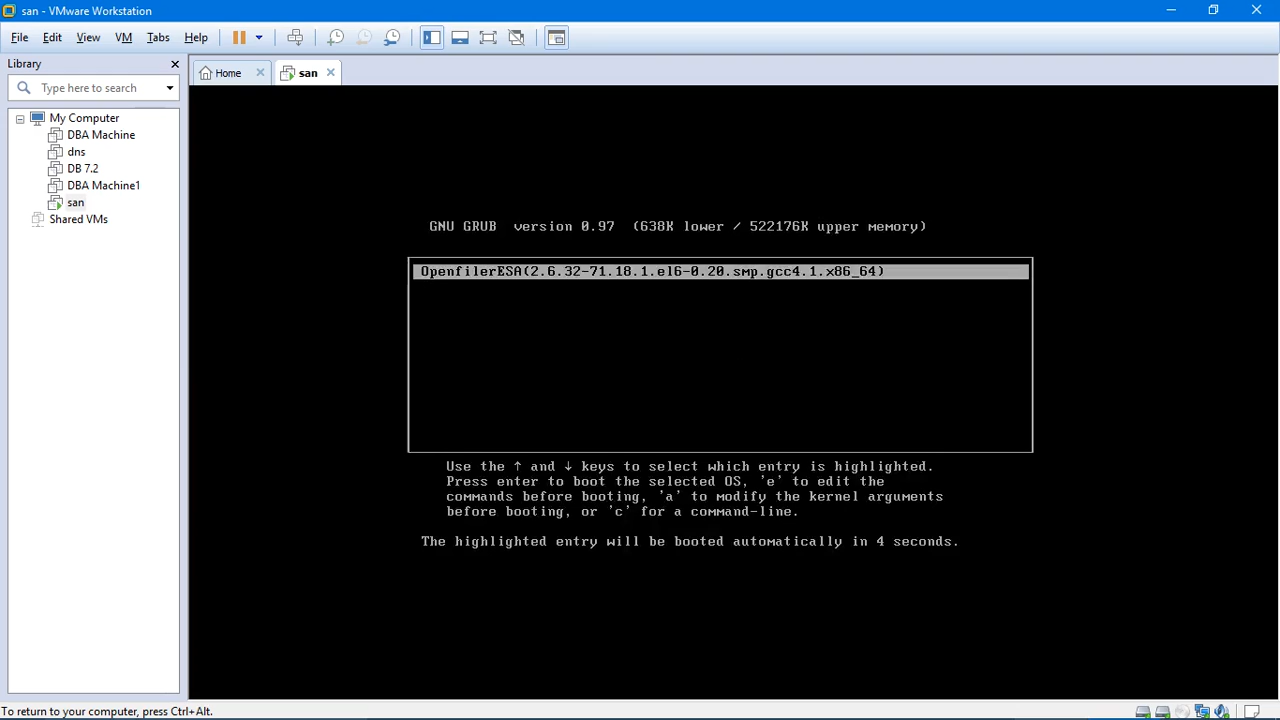 san - VMware Workstation
File Edit View VM Tabs Help
Library
Type here to search
My Computer
DBA Machine
dns
DB 7.2
DBA Machine1
san
Shared VMs
Home
san
GNU GRUB version 0.97 (638K lower / 522176K upper memory)
OpenfilerESA(2.6.32-71.18.1.el6-0.20.smp.gcc4.1.x86_64)
Use the ↑ and ↓ keys to select which entry is highlighted.
Press enter to boot the selected OS, 'e' to edit the
commands before booting, 'a' to modify the kernel arguments
before booting, or 'c' for a command-line.
The highlighted entry will be booted automatically in 4 seconds.
To return to your computer, press Ctrl+Alt.